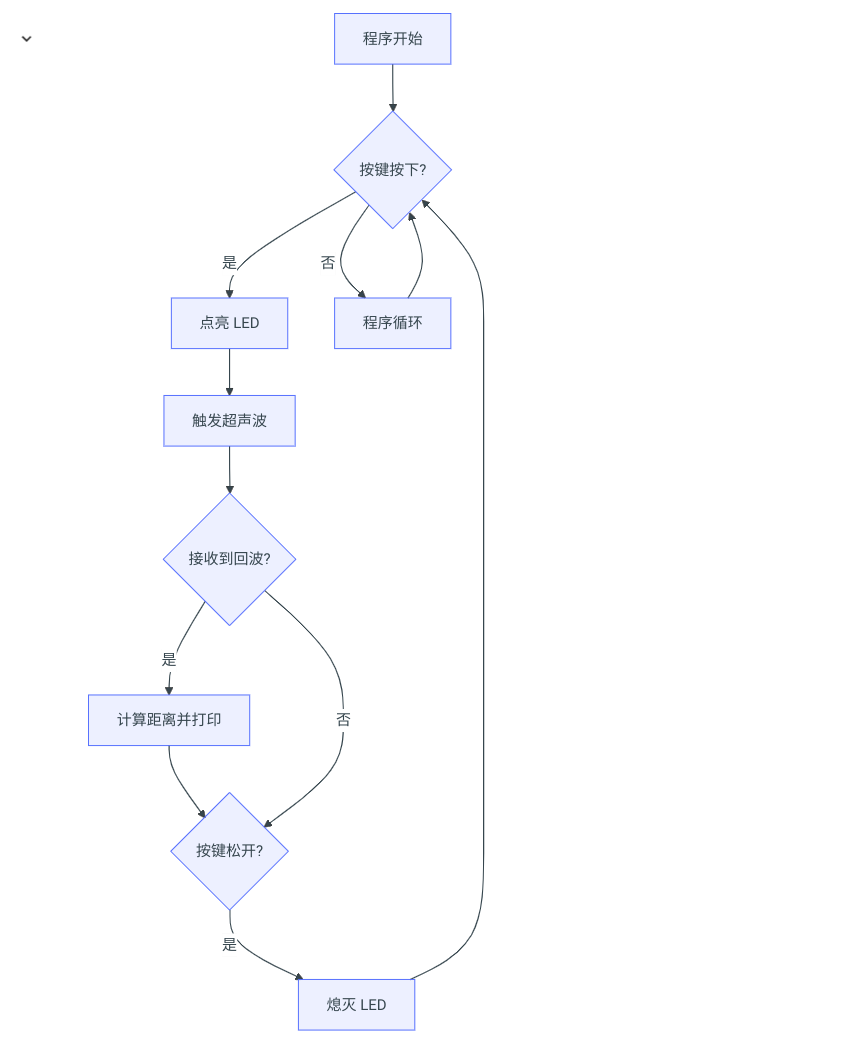 程序开始
按键按下?
是
否
点亮 LED
程序循环
触发超声波
接收到回波?
是
计算距离并打印
否
按键松开?
是
熄灭 LED